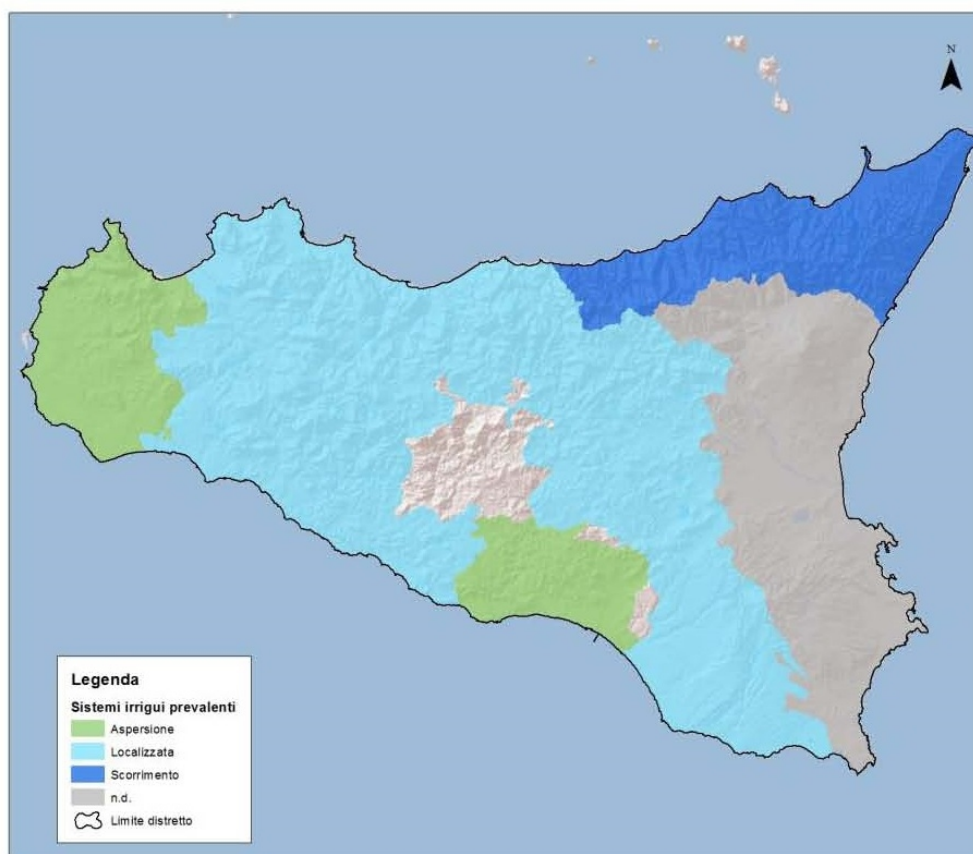 N
Legenda
Sistemi irrigui prevalenti
Aspersione
Localizzata
Scorrimento
n.d.
Limite distretto